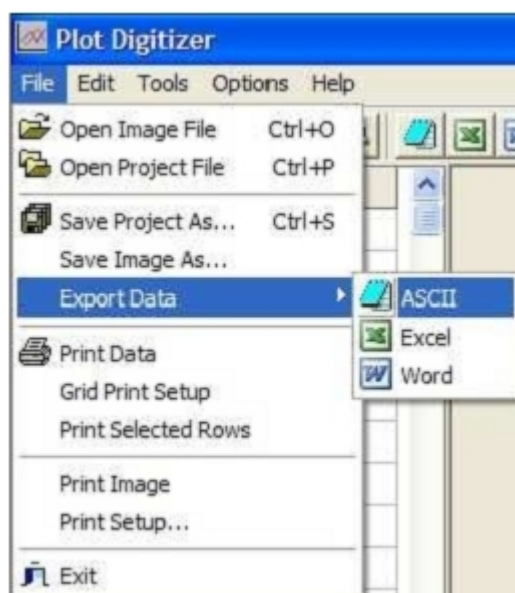 Plot Digitizer
File Edit Tools Options Help
Open Image File Ctrl+O
Open Project File Ctrl+P
Save Project As... Ctrl+S
Save Image As...
Export Data
ASCII
Excel
Word
Print Data
Grid Print Setup
Print Selected Rows
Print Image
Print Setup...
Exit